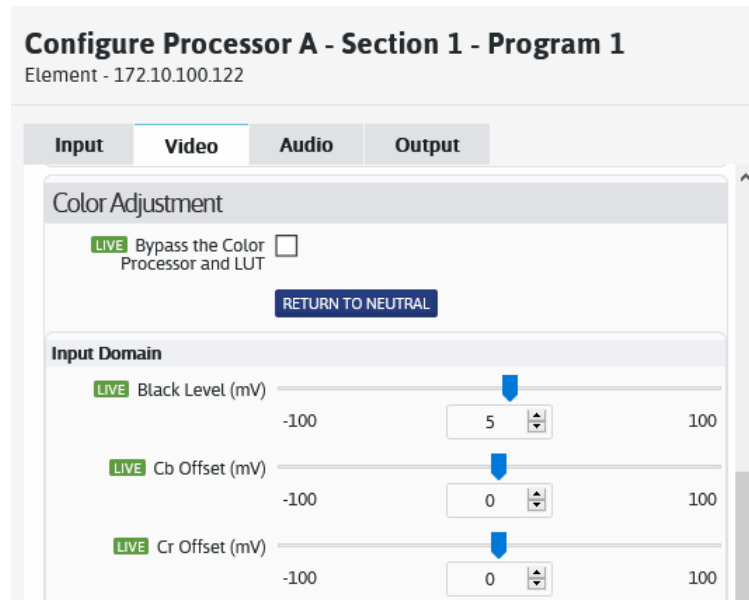 Configure Processor A - Section 1 - Program 1
Element - 172.10.100.122
Input Video Audio Output
Color Adjustment
LIVE Bypass the Color
Processor and LUT
RETURN TO NEUTRAL
Input Domain
LIVE Black Level (mV)
-100 5 100
LIVE Cb Offset (mV)
-100 0 100
LIVE Cr Offset (mV)
-100 0 100